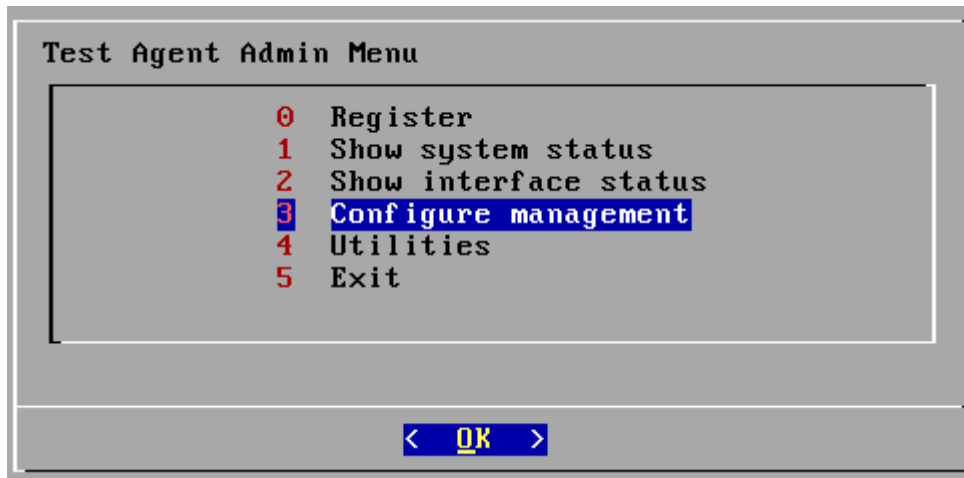 Test Agent Admin Menu
0 Register
1 Show system status
2 Show interface status
3 Configure management
4 Utilities
5 Exit
< OK >